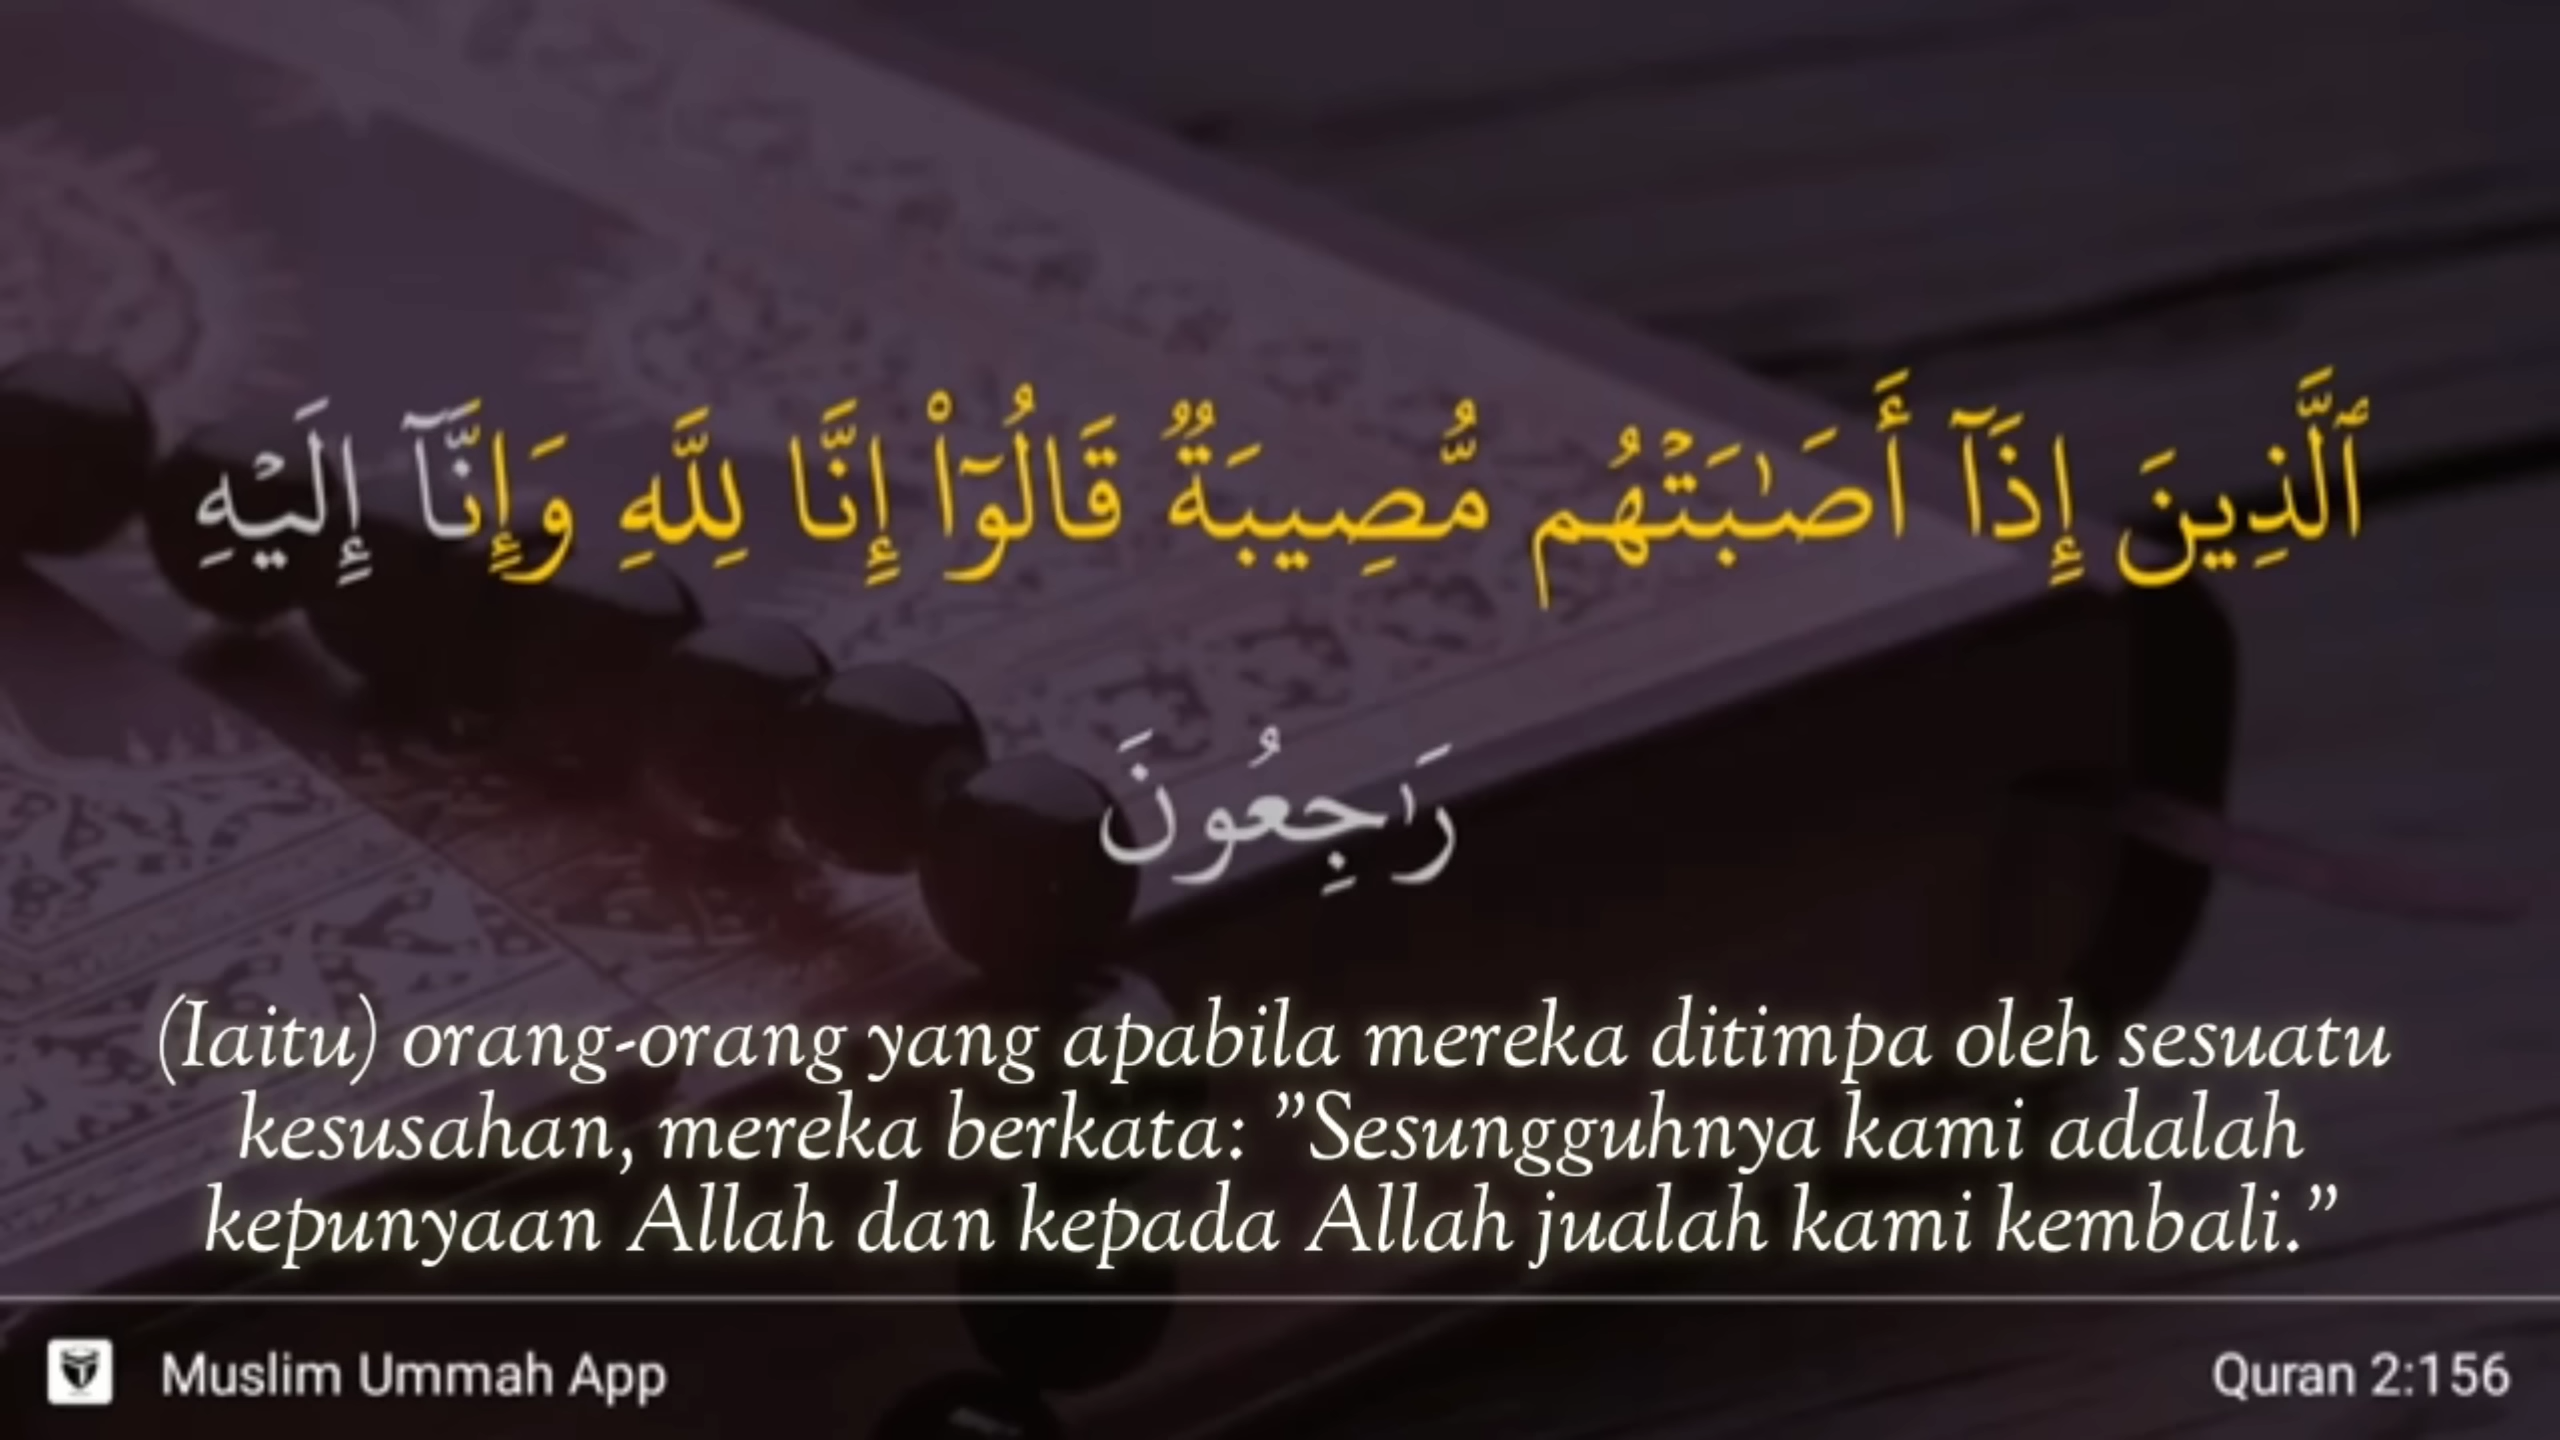 ٱلَّذِينَ إِذَآ أَصَـٰبَتْهُم مُّصِيبَةٌ قَالُوٓا۟ إِنَّا لِلَّهِ وَإِنَّآ إِلَيْهِ
رَٰجِعُونَ
(Iaitu) orang-orang yang apabila mereka ditimpa oleh sesuatu
kesusahan, mereka berkata: ”Sesungguhnya kami adalah
kepunyaan Allah dan kepada Allah jualah kami kembali.”
Muslim Ummah App
Quran 2:156